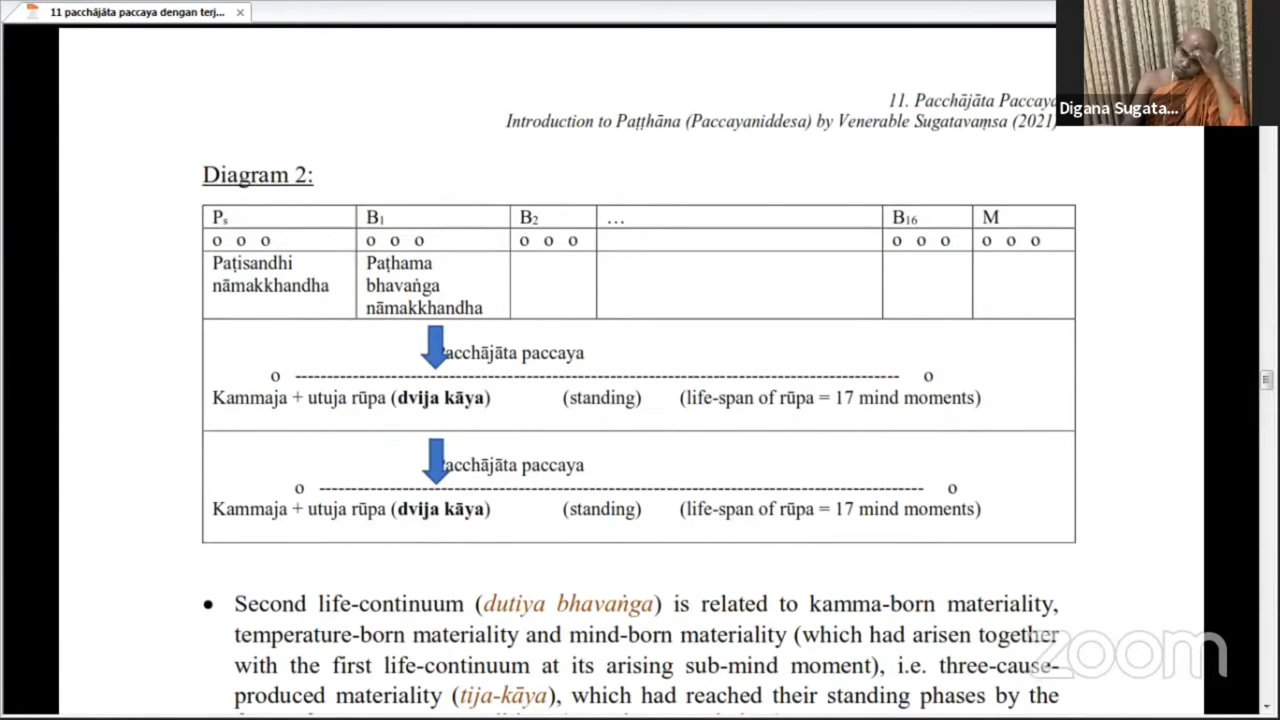 11 pacchājāta paccaya dengan terj...
11. Pacchājāta Paccaya
Introduction to Paṭṭhāna (Paccayaniddesa) by Venerable Sugatavaṃsa (2021)
Digana Sugata...
Diagram 2:
Ps B1 B2 ... B16 M
o o o o o o o o o o o o o o o
Paṭisandhi Paṭhama
nāmakkhandha bhavaṅga
nāmakkhandha
acchājāta paccaya
o ------------------------------------------------------------ o
Kammaja + utuja rūpa (dvija kāya) (standing) (life-span of rūpa = 17 mind moments)
acchājāta paccaya
o ------------------------------------------------------------ o
Kammaja + utuja rūpa (dvija kāya) (standing) (life-span of rūpa = 17 mind moments)
• Second life-continuum (dutiya bhavaṅga) is related to kamma-born materiality,
temperature-born materiality and mind-born materiality (which had arisen together
with the first life-continuum at its arising sub-mind moment), i.e. three-cause-
produced materiality (tija-kāya), which had reached their standing phases by the
zoom